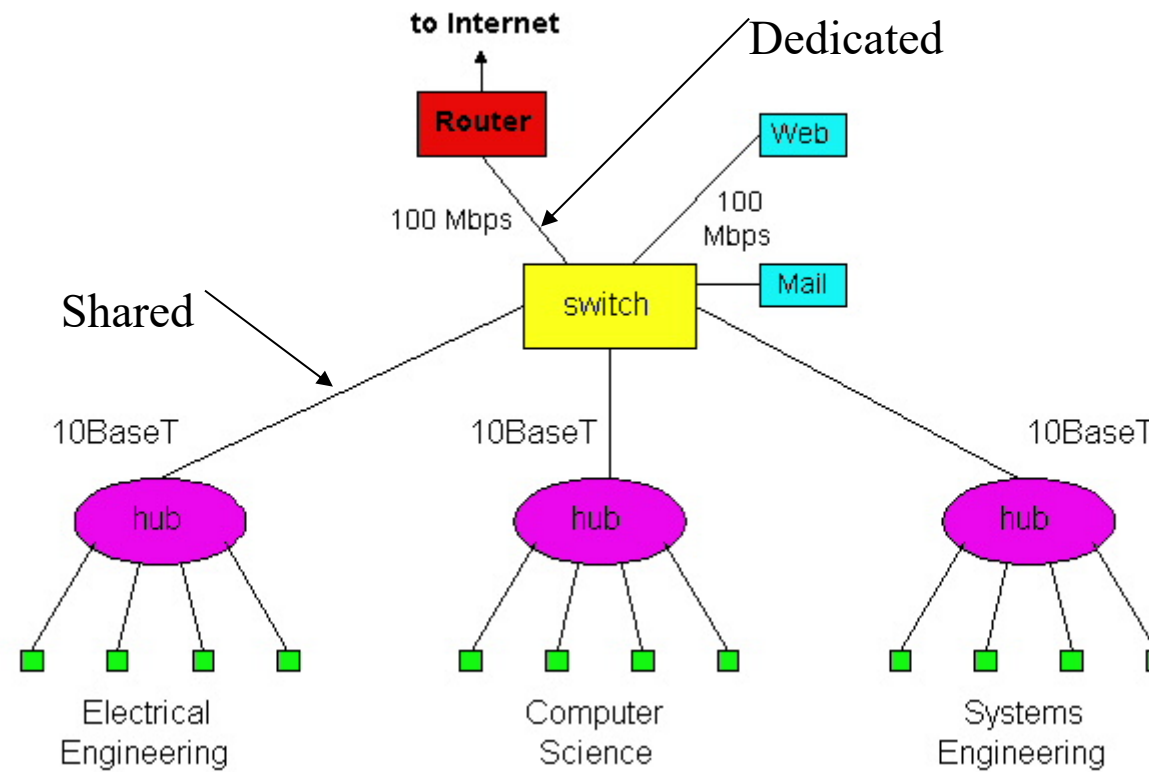 to Internet
Dedicated
Router
Web
100 Mbps
100
Mbps
Mail
switch
Shared
10BaseT
10BaseT
10BaseT
hub
hub
hub
Electrical
Engineering
Computer
Science
Systems
Engineering